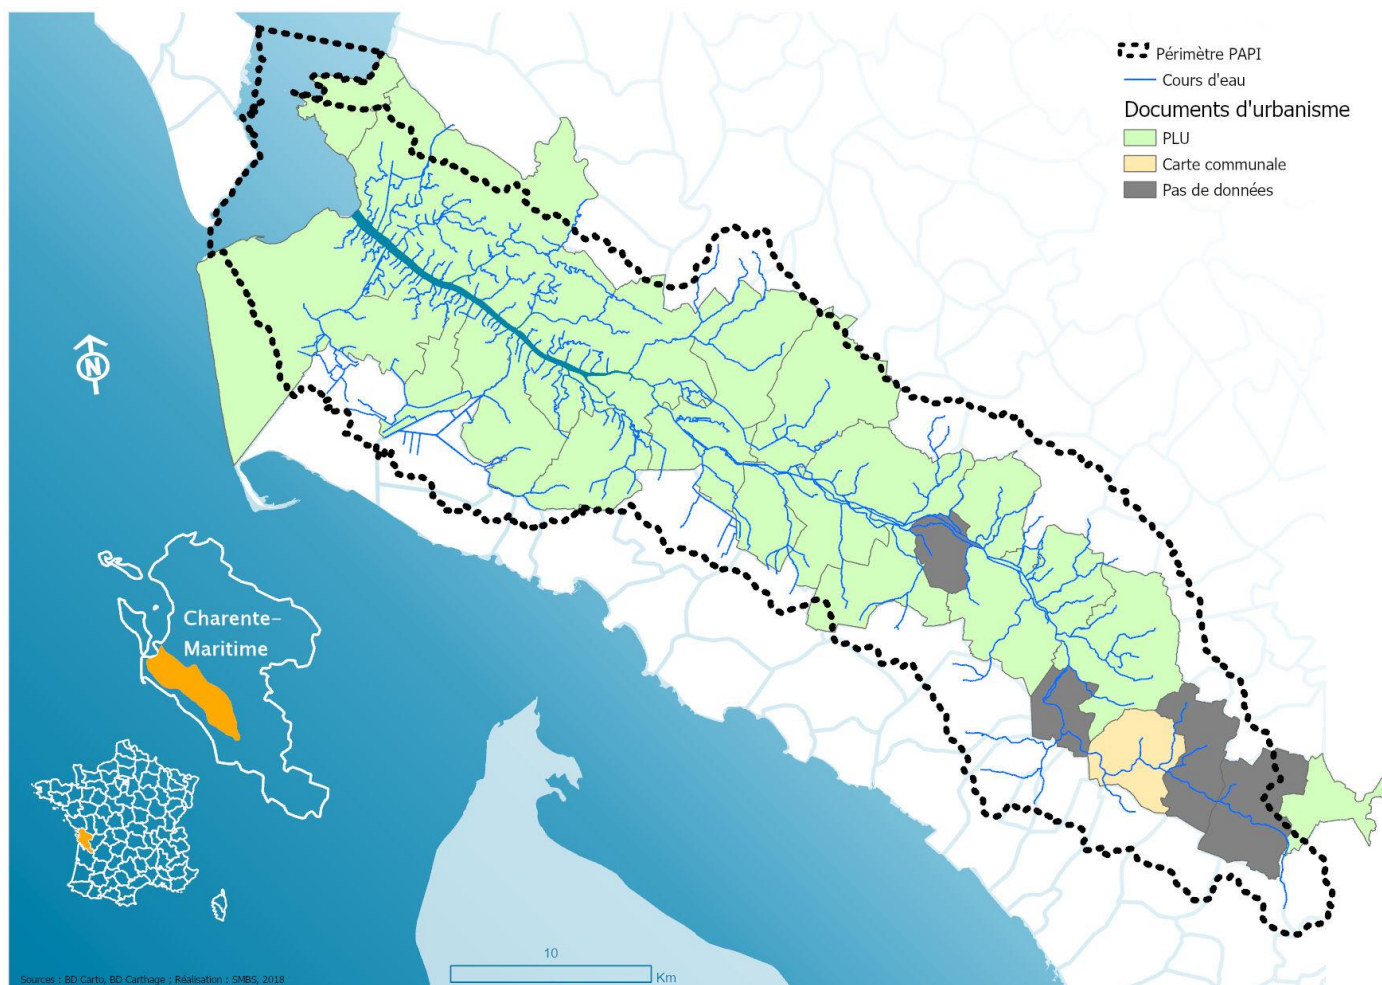 Périmètre PAPI
Cours d'eau
Documents d'urbanisme
PLU
Carte communale
Pas de données
N
Charente-
Maritime
10
Km
Sources : BD Carto, BD Carthage ; Réalisation : SMBS, 2018